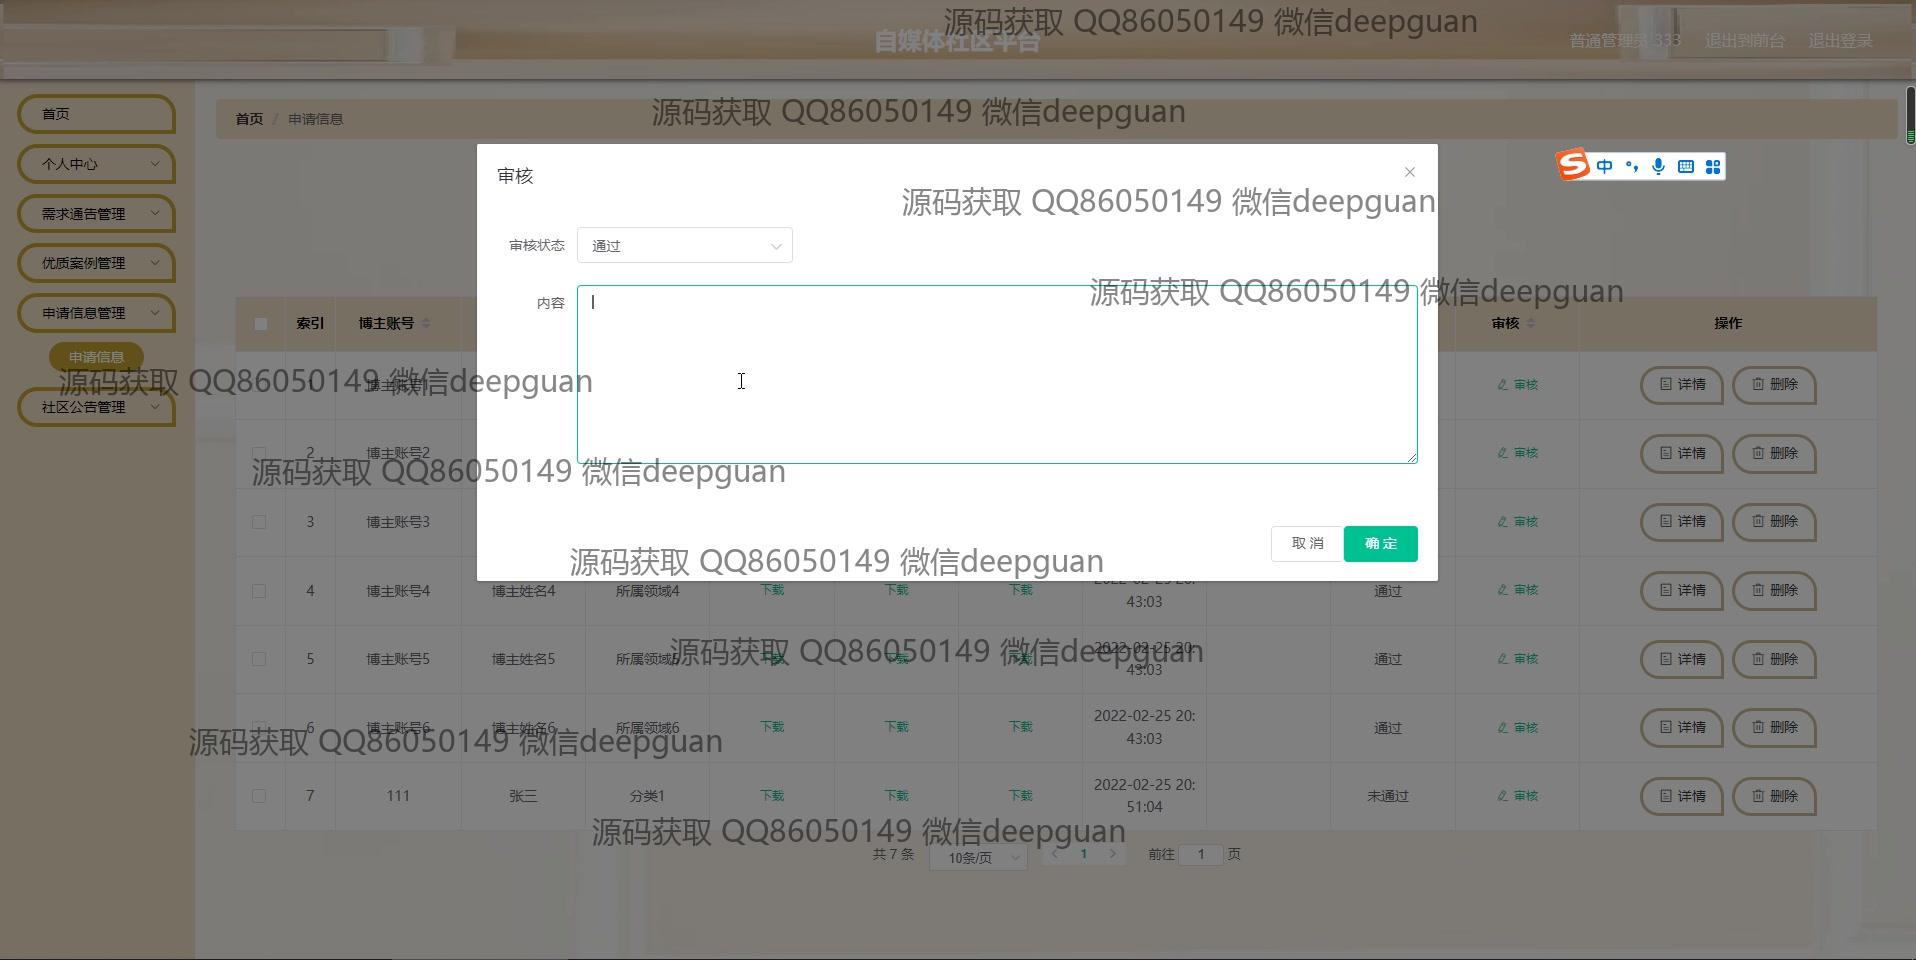 源码获取 QQ86050149 微信deepguan
自媒体社区平台
普通管理员 333 退出到前台 退出登录
首页
个人中心
需求通告管理
优质案例管理
申请信息管理
申请信息
社区公告管理
首页 / 申请信息
源码获取 QQ86050149 微信deepguan
审核
源码获取 QQ86050149 微信deepguan
中
审核状态 通过
内容
源码获取 QQ86050149 微信deepguan
索引 博主账号 审核 操作
1 博主账号1 审核 详情 删除
源码获取 QQ86050149 微信deepguan
2 博主账号2 审核 详情 删除
源码获取 QQ86050149 微信deepguan
3 博主账号3 审核 详情 删除
取消 确定
源码获取 QQ86050149 微信deepguan
4 博主账号4 博主姓名4 所属领域4 下载 下载 下载 2022-02-25 20:
43:03 通过 审核 详情 删除
源码获取 QQ86050149 微信deepguan
5 博主账号5 博主姓名5 所属领域5 下载 下载 下载 2022-02-25 20:
43:03 通过 审核 详情 删除
6 博主账号6 博主姓名6 所属领域6 下载 下载 下载 2022-02-25 20:
43:03 通过 审核 详情 删除
源码获取 QQ86050149 微信deepguan
7 111 张三 分类1 下载 下载 下载 2022-02-25 20:
51:04 未通过 审核 详情 删除
源码获取 QQ86050149 微信deepguan
共 7 条 10条/页 1 前往 1 页